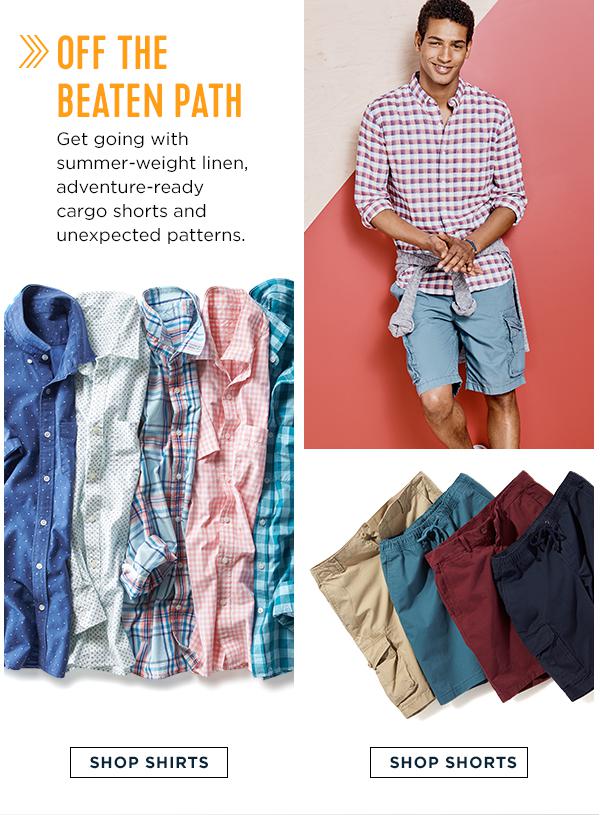 OFF THE
BEATEN PATH
Get going with
summer-weight linen,
adventure-ready
cargo shorts and
unexpected patterns.
SHOP SHIRTS
SHOP SHORTS